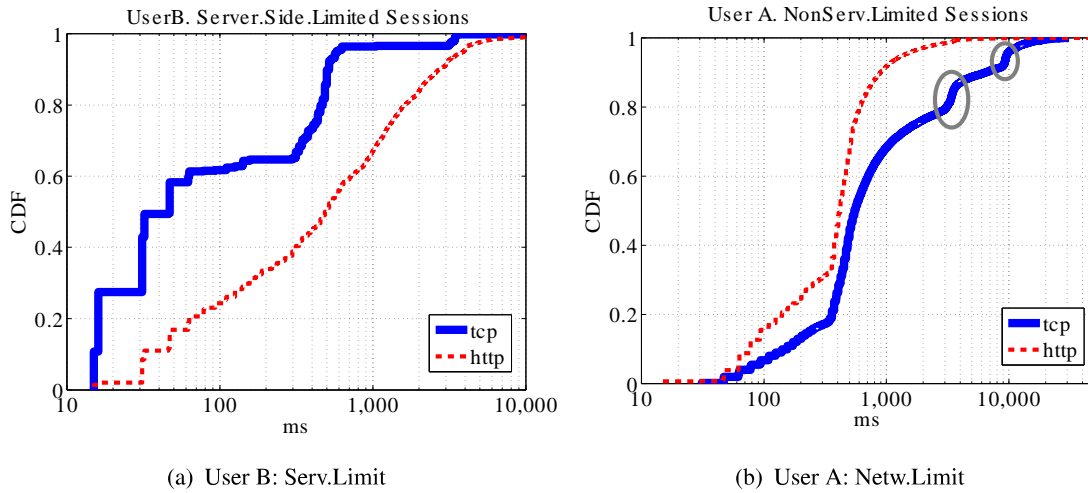 UserB. Server.Side.Limited Sessions
1
0.8
0.6
0.4
0.2
0
CDF
10
100
1,000
10,000
ms
tcp
http
(a) User B: Serv.Limit
User A. NonServ.Limited Sessions
1
0.8
0.6
0.4
0.2
0
CDF
10
100
1,000
10,000
ms
tcp
http
(b) User A: Netw.Limit